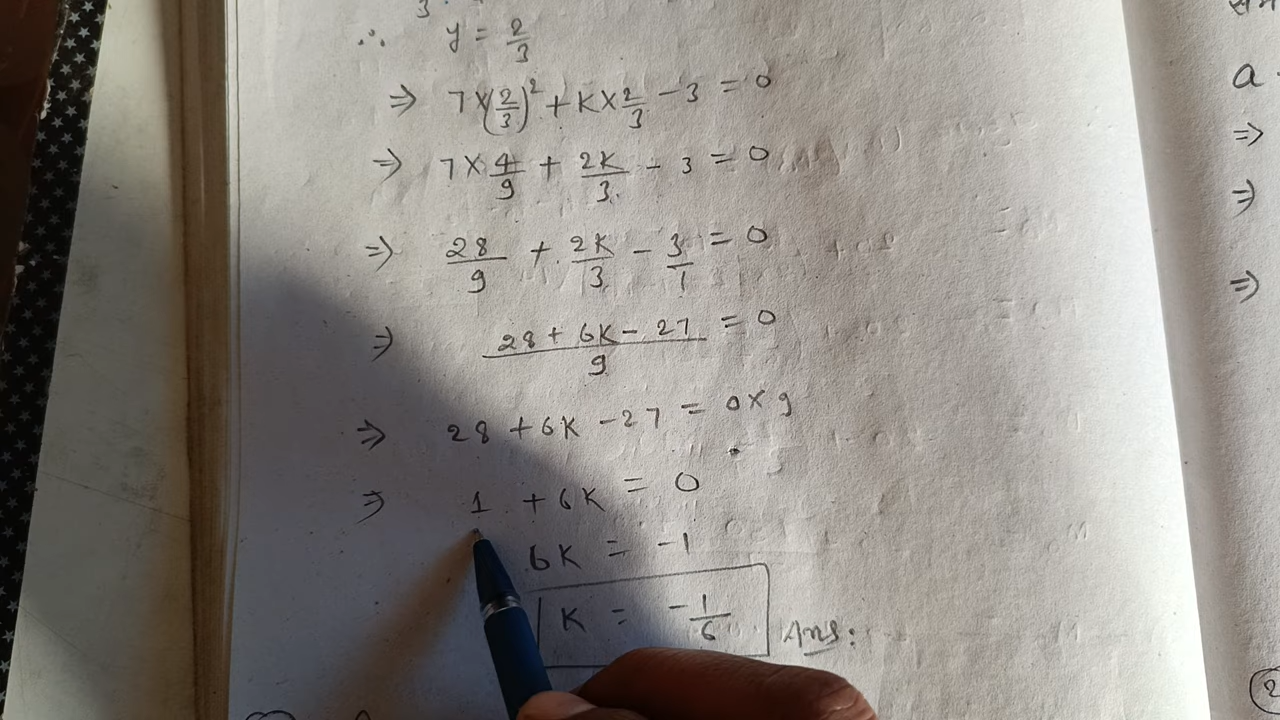 3
∴ y = 2/3
⇒ 7×(2/3)² + K×2/3 - 3 = 0
⇒ 7×4/9 + 2K/3 - 3 = 0
⇒ 28/9 + 2K/3 - 3/1 = 0
⇒ (28 + 6K - 27)/9 = 0
⇒ 28 + 6K - 27 = 0×9
⇒ 1 + 6K = 0
6K = -1
K = -1/6 Ans:
a
⇒
⇒
⇒
2